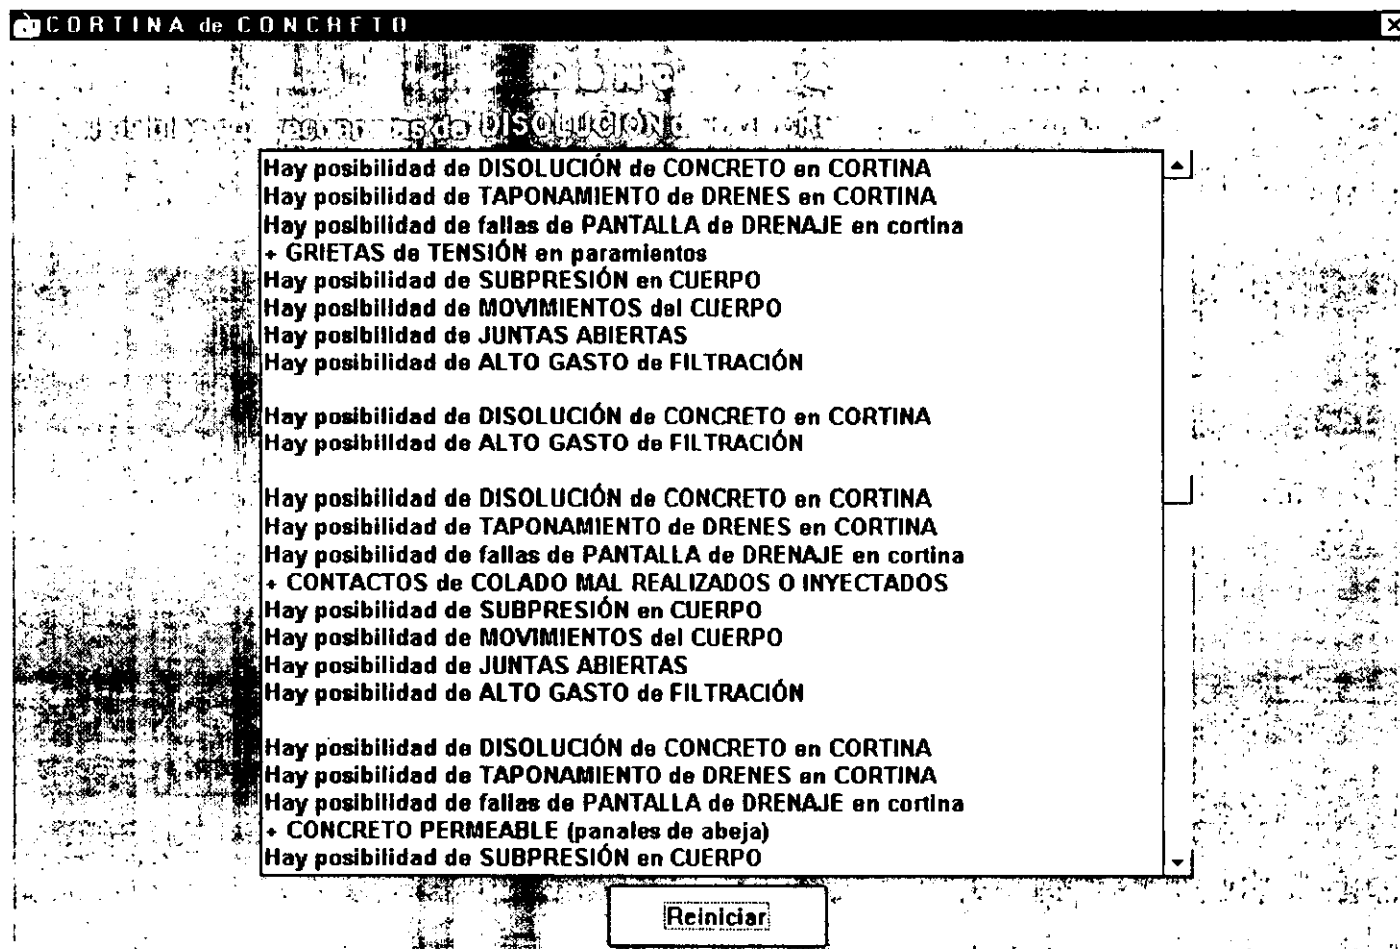 CORTINA de CONCRETO
DISOLUCIÓN
Hay posibilidad de DISOLUCIÓN de CONCRETO en CORTINA
Hay posibilidad de TAPONAMIENTO de DRENES en CORTINA
Hay posibilidad de fallas de PANTALLA de DRENAJE en cortina
+ GRIETAS de TENSIÓN en paramientos
Hay posibilidad de SUBPRESIÓN en CUERPO
Hay posibilidad de MOVIMIENTOS del CUERPO
Hay posibilidad de JUNTAS ABIERTAS
Hay posibilidad de ALTO GASTO de FILTRACIÓN
Hay posibilidad de DISOLUCIÓN de CONCRETO en CORTINA
Hay posibilidad de ALTO GASTO de FILTRACIÓN
Hay posibilidad de DISOLUCIÓN de CONCRETO en CORTINA
Hay posibilidad de TAPONAMIENTO de DRENES en CORTINA
Hay posibilidad de fallas de PANTALLA de DRENAJE en cortina
+ CONTACTOS de COLADO MAL REALIZADOS O INYECTADOS
Hay posibilidad de SUBPRESIÓN en CUERPO
Hay posibilidad de MOVIMIENTOS del CUERPO
Hay posibilidad de JUNTAS ABIERTAS
Hay posibilidad de ALTO GASTO de FILTRACIÓN
Hay posibilidad de DISOLUCIÓN de CONCRETO en CORTINA
Hay posibilidad de TAPONAMIENTO de DRENES en CORTINA
Hay posibilidad de fallas de PANTALLA de DRENAJE en cortina
+ CONCRETO PERMEABLE (panales de abeja)
Hay posibilidad de SUBPRESIÓN en CUERPO
Reiniciar